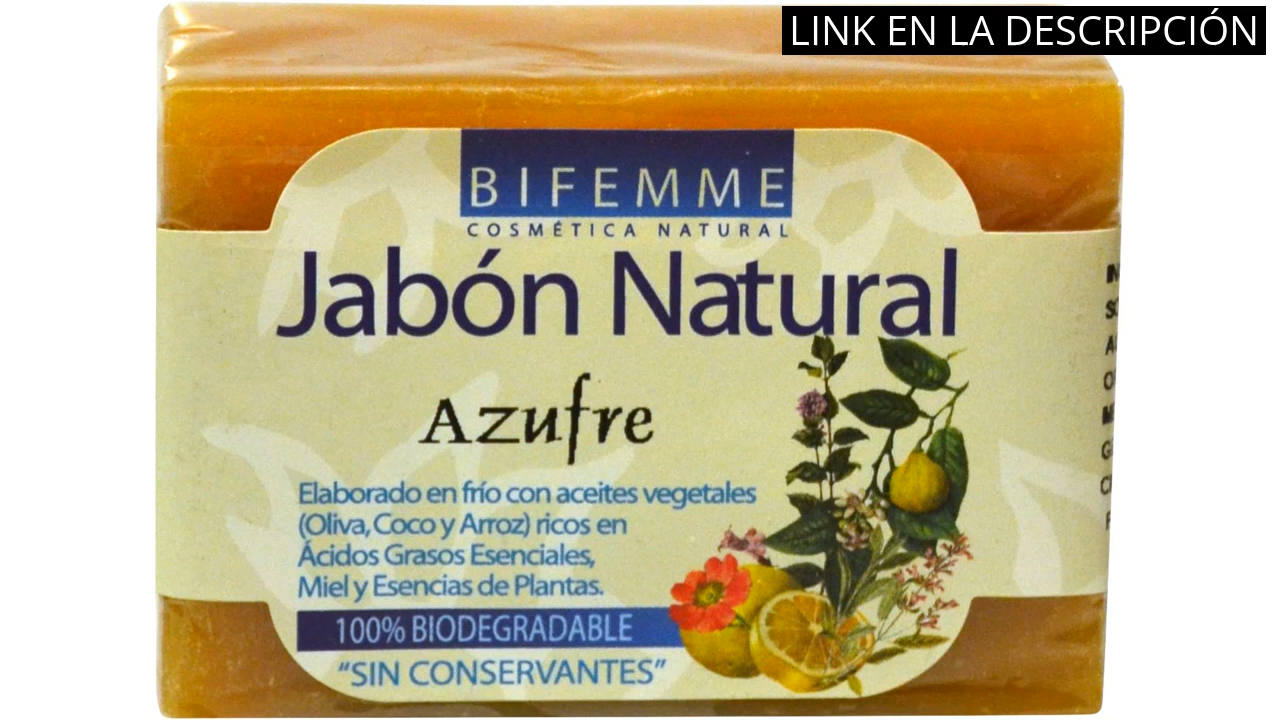 LINK EN LA DESCRIPCIÓN
BIFEMME
COSMÉTICA NATURAL
Jabón Natural
Azufre
Elaborado en frío con aceites vegetales
(Oliva, Coco y Arroz) ricos en
Ácidos Grasos Esenciales,
Miel y Esencias de Plantas.
100% BIODEGRADABLE
“SIN CONSERVANTES”